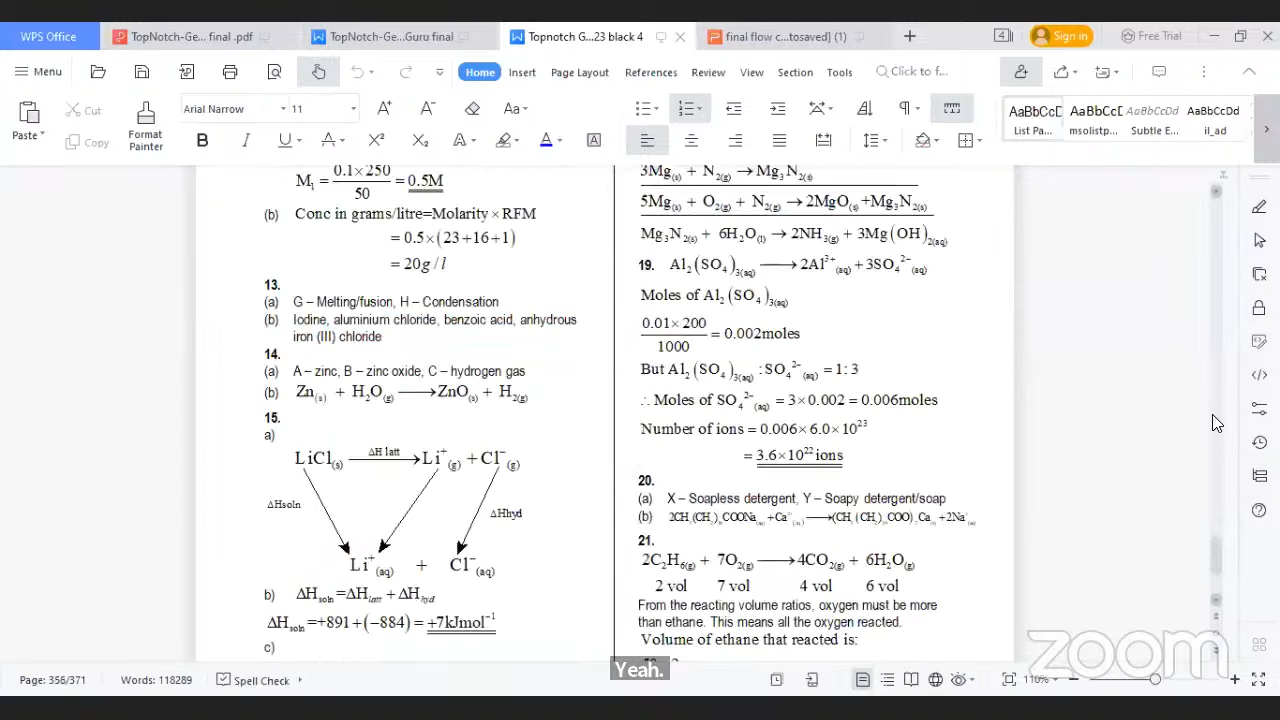 WPS Office
TopNotch-Ge... final .pdf
TopNotch-Ge...Guru final
Topnotch G...23 black 4
final flow c...tosaved] (1)
4
Sign in
Free Trial
Menu
Home
Insert
Page Layout
References
Review
View
Section
Tools
Click to f...
Paste
Cut
Copy
Format
Painter
Arial Narrow
11
AaBbCcD
List Pa...
AaBbCcD
msolistp...
AaBbCcDd
Subtle E...
AaBbCcDd
il_ad
M₁ = 0.1×250/50 = 0.5M
(b) Conc in grams/litre=Molarity×RFM
= 0.5×(23+16+1)
= 20g / l
13.
(a) G – Melting/fusion, H – Condensation
(b) Iodine, aluminium chloride, benzoic acid, anhydrous
iron (III) chloride
14.
(a) A – zinc, B – zinc oxide, C – hydrogen gas
(b) Zn(s) + H₂O(g) ⟶ ZnO(s) + H₂(g)
15.
a)
LiCl(s) ΔH latt ⟶ Li⁺(g) + Cl⁻(g)
ΔHsoln
ΔHhyd
Li⁺(aq) + Cl⁻(aq)
b) ΔHsoln =ΔHlatt + ΔHhyd
ΔHsoln =+891+(−884) = +7kJmol⁻¹
c)
3Mg(s) + N₂(g) → Mg₃N₂(s)
5Mg(s) + O₂(g) + N₂(g) → 2MgO(s) +Mg₃N₂(s)
Mg₃N₂(s) + 6H₂O(l) → 2NH₃(g) + 3Mg(OH)₂(aq)
19. Al₂(SO₄)₃(aq) ⟶ 2Al³⁺(aq) + 3SO₄²⁻(aq)
Moles of Al₂(SO₄)₃(aq)
0.01×200/1000 = 0.002moles
But Al₂(SO₄)₃(aq) : SO₄²⁻(aq) = 1: 3
∴ Moles of SO₄²⁻(aq) = 3×0.002 = 0.006moles
Number of ions = 0.006×6.0×10²³
= 3.6×10²² ions
20.
(a) X – Soapless detergent, Y – Soapy detergent/soap
(b)
21.
2C₂H₆(g) + 7O₂(g) ⟶ 4CO₂(g) + 6H₂O(g)
2 vol 7 vol 4 vol 6 vol
From the reacting volume ratios, oxygen must be more
than ethane. This means all the oxygen reacted.
Volume of ethane that reacted is:
Yeah.
zoom
Page: 356/371
Words: 118289
Spell Check
110%